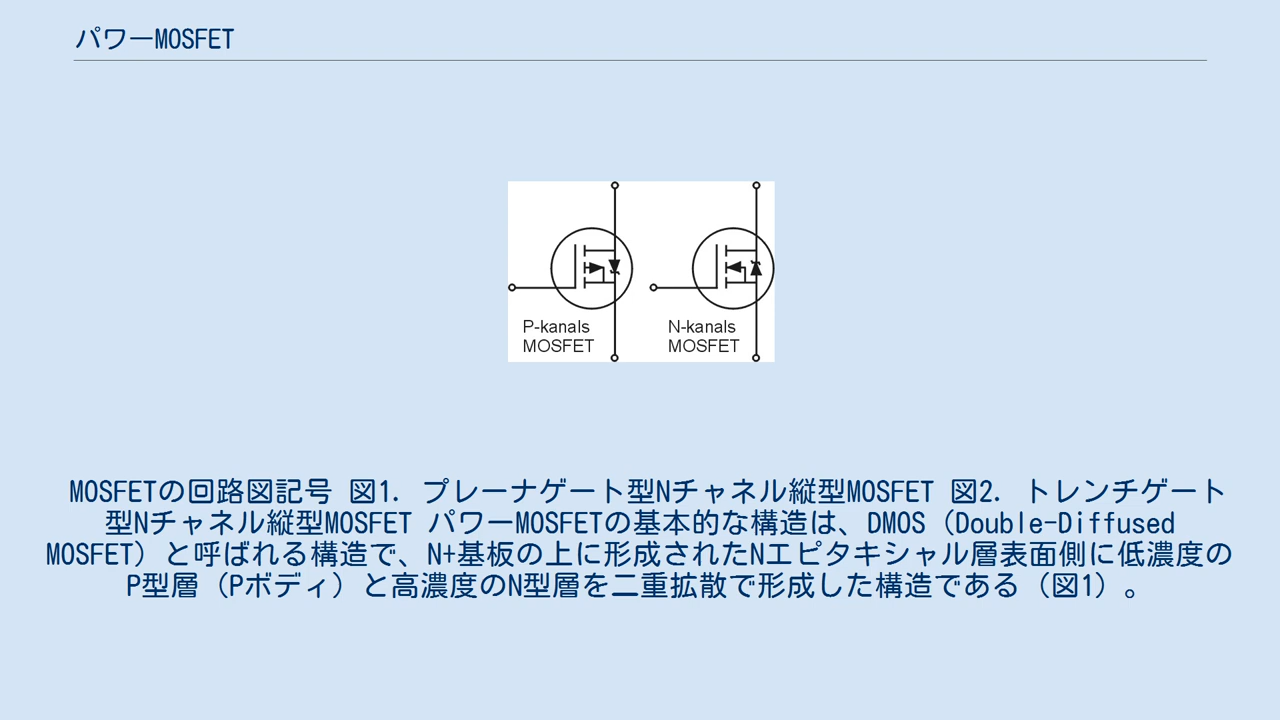 パワーMOSFET
P-kanals
MOSFET
N-kanals
MOSFET
MOSFETの回路図記号 図1. プレーナゲート型Nチャネル縦型MOSFET 図2. トレンチゲート
型Nチャネル縦型MOSFET パワーMOSFETの基本的な構造は、DMOS（Double-Diffused
MOSFET）と呼ばれる構造で、N+基板の上に形成されたNエピタキシャル層表面側に低濃度の
P型層（Pボディ）と高濃度のN型層を二重拡散で形成した構造である（図1）。